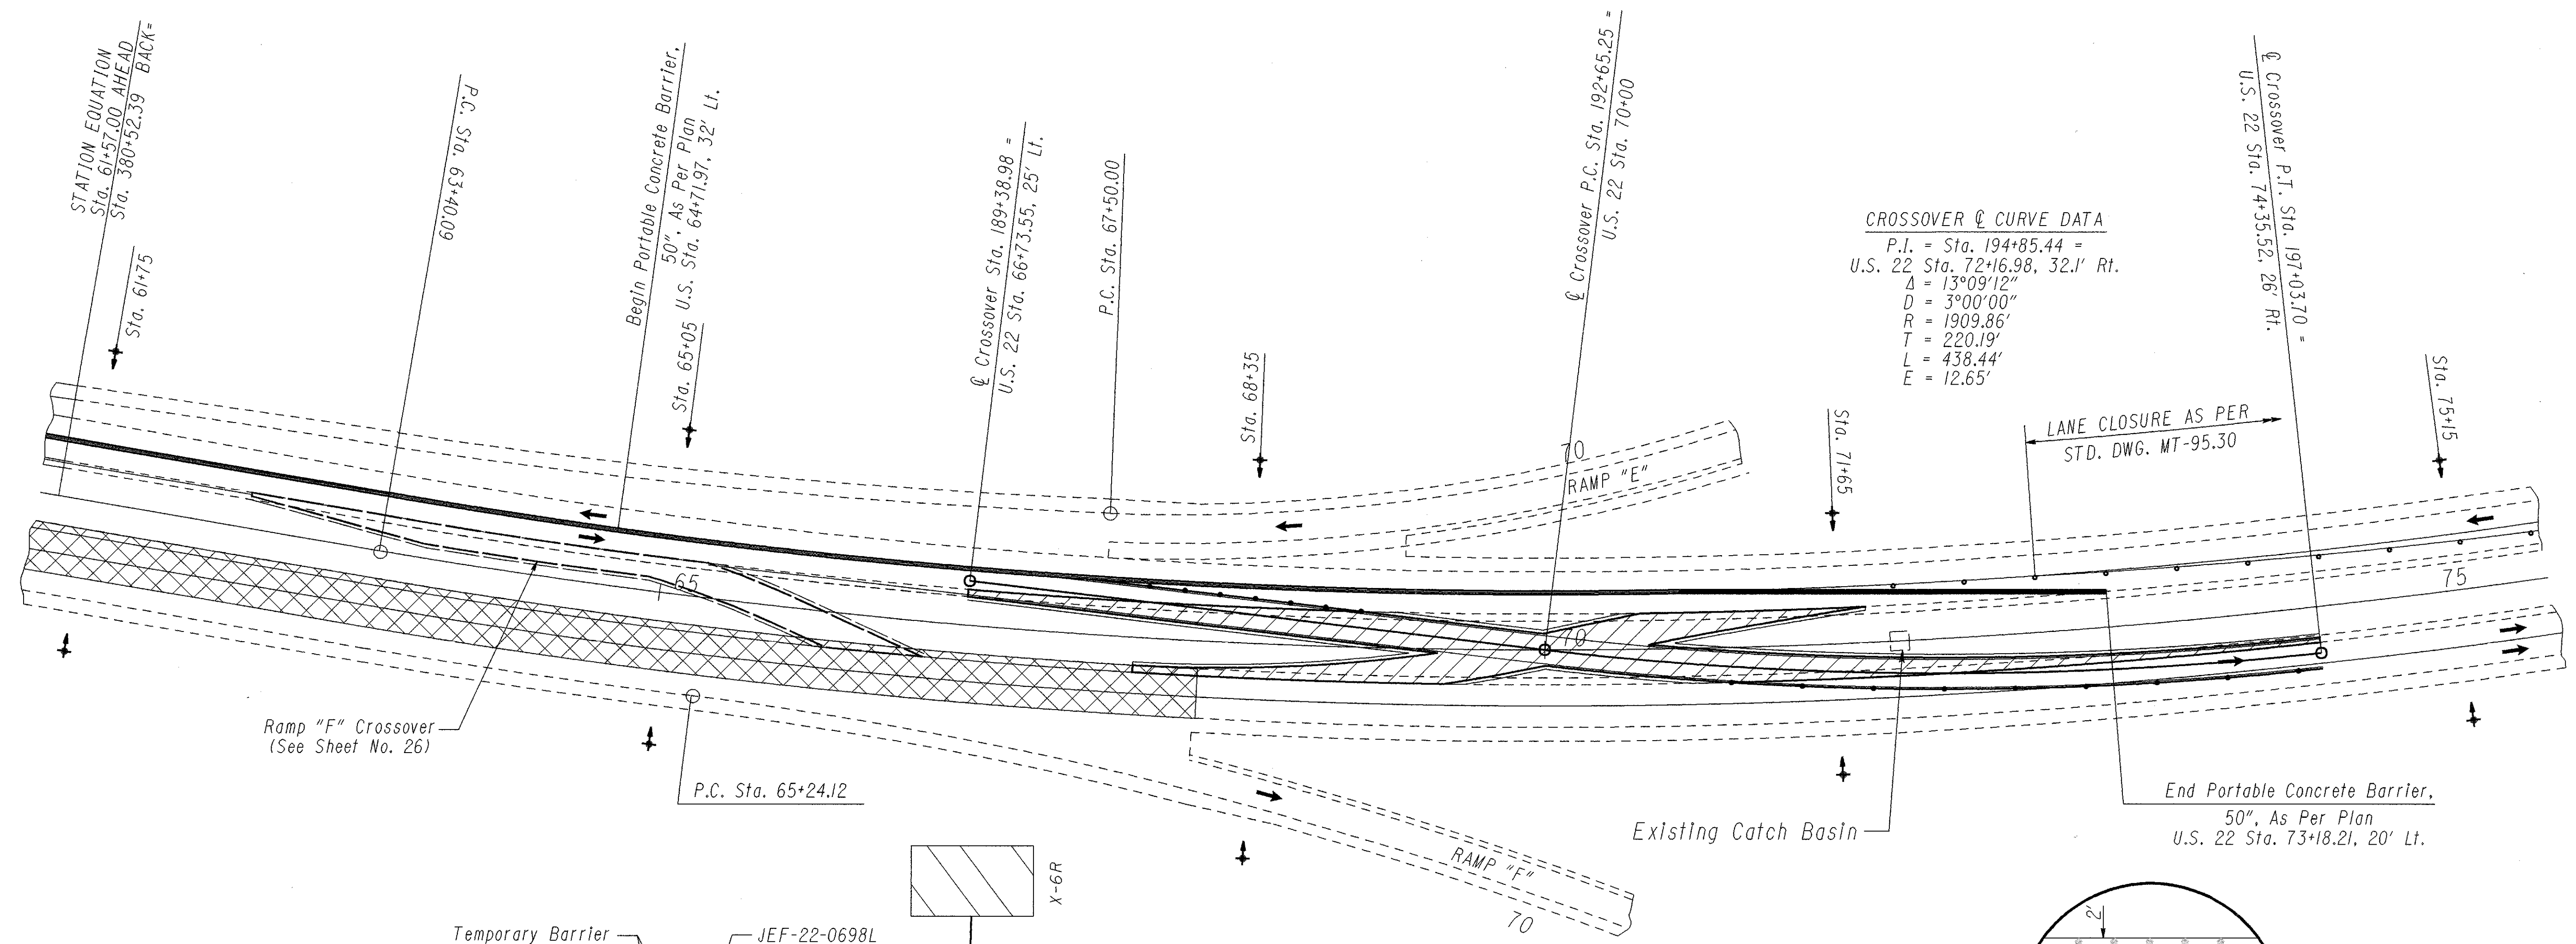 STATION EQUATION
Sta. 61+57.00 AHEAD
Sta. 380+52.39 BACK"
Sta. 61+75
P.C. Sta. 63+40.09
Begin Portable Concrete Barrier,
50", As Per Plan
U.S. Sta. 64+71.97, 32' Lt.
Sta. 65+05
℄ Crossover Sta. 189+38.98 =
U.S. 22 Sta. 66+73.55, 25' Lt.
P.C. Sta. 67+50.00
Sta. 68+35
℄ Crossover P.C. Sta. 192+65.25 =
U.S. 22 Sta. 70+00
CROSSOVER ℄ CURVE DATA
P.I. = Sta. 194+85.44 =
U.S. 22 Sta. 72+16.98, 32.1' Rt.
Δ = 13°09'12"
D = 3°00'00"
R = 1909.86'
T = 220.19'
L = 438.44'
E = 12.65'
Sta. 71+65
LANE CLOSURE AS PER
STD. DWG. MT-95.30
℄ Crossover P.T. Sta. 197+03.70 =
U.S. 22 Sta. 74+35.52, 26' Rt.
Sta. 75+15
70
RAMP "E"
65
70
75
Ramp "F" Crossover
(See Sheet No. 26)
P.C. Sta. 65+24.12
RAMP "F"
70
Existing Catch Basin
End Portable Concrete Barrier,
50", As Per Plan
U.S. 22 Sta. 73+18.21, 20' Lt.
X-6R
Temporary Barrier
JEF-22-0698L
2'